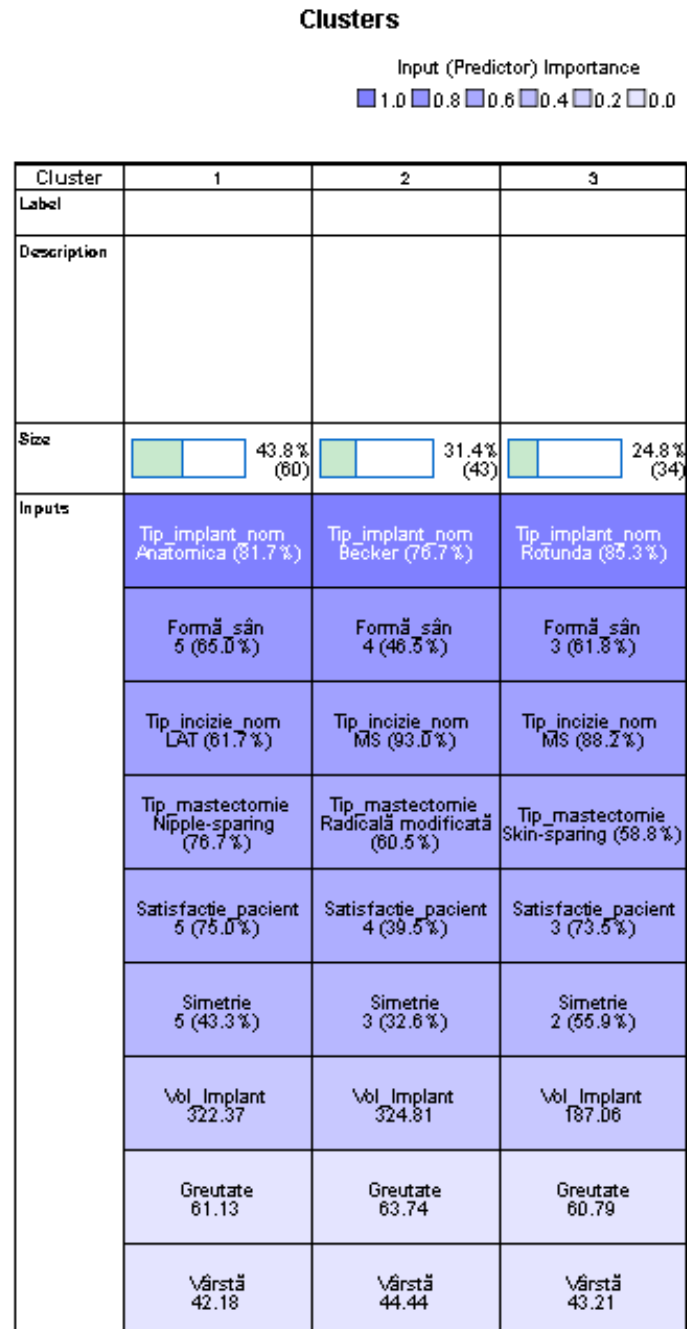 Clusters
Input (Predictor) Importance
1.0 0.8 0.6 0.4 0.2 0.0
Cluster 1 2 3
Label
Description
Size 43.8% (60) 31.4% (43) 24.8% (34)
Inputs
Tip_implant_nom Tip_implant_nom Tip_implant_nom
Anatomica (81.7%) Becker (76.7%) Rotunda (85.3%)
Formă_sân Formă_sân Formă_sân
5 (65.0%) 4 (46.5%) 3 (61.8%)
Tip_incizie_nom Tip_incizie_nom Tip_incizie_nom
LAT (61.7%) MS (93.0%) MS (88.2%)
Tip_mastectomie Tip_mastectomie Tip_mastectomie
Nipple-sparing Radicală modificată Skin-sparing (58.8%)
(76.7%) (60.5%)
Satisfactie_pacient Satisfactie_pacient Satisfactie_pacient
5 (75.0%) 4 (39.5%) 3 (73.5%)
Simetrie Simetrie Simetrie
5 (43.3%) 3 (32.6%) 2 (55.9%)
Vol_Implant Vol_Implant Vol_Implant
322.37 324.81 187.06
Greutate Greutate Greutate
61.13 63.74 60.79
Vârstă Vârstă Vârstă
42.18 44.44 43.21